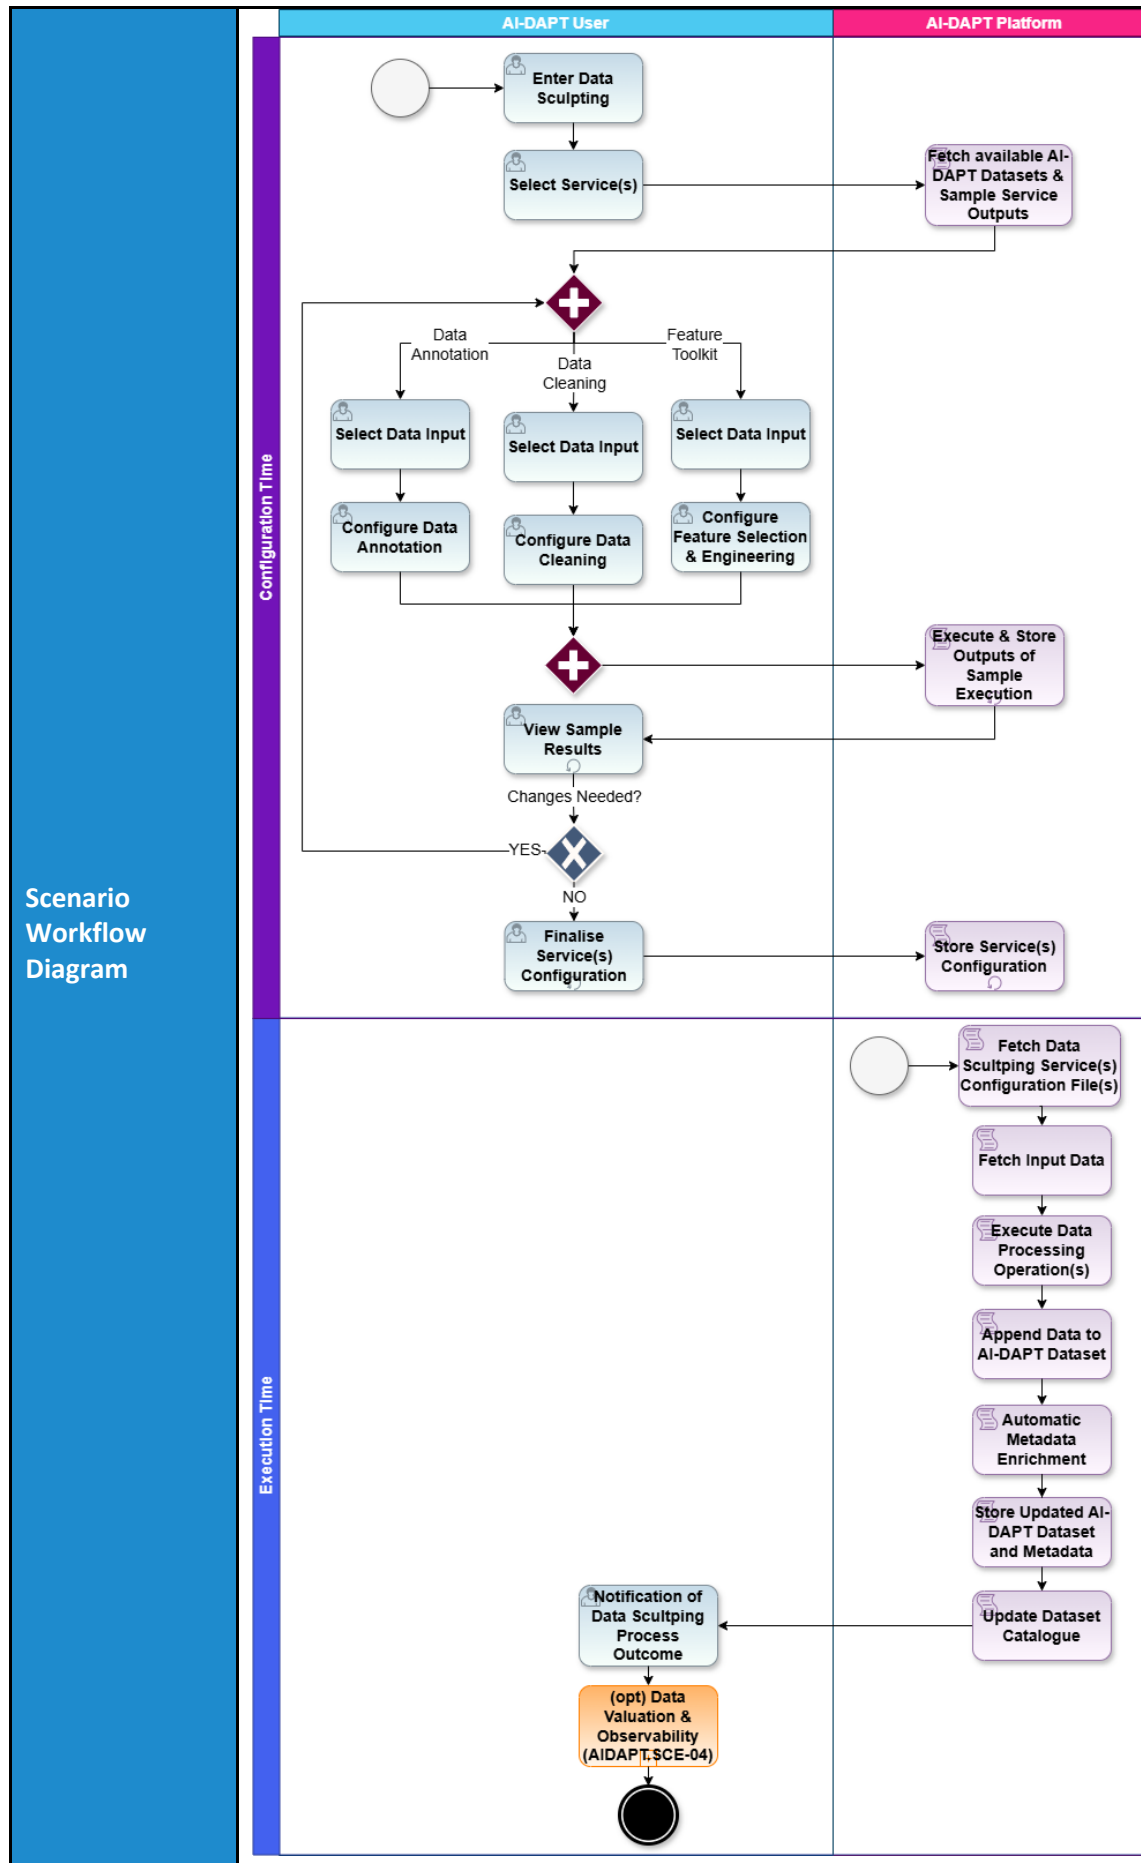 AI-DAPT User
AI-DAPT Platform
Scenario
Workflow
Diagram
Configuration Time
Enter Data
Sculpting
Select Service(s)
Fetch available AI-
DAPT Datasets &
Sample Service
Outputs
Data
Annotation
Data
Cleaning
Feature
Toolkit
Select Data Input
Select Data Input
Select Data Input
Configure Data
Annotation
Configure Data
Cleaning
Configure
Feature Selection
& Engineering
Execute & Store
Outputs of
Sample
Execution
View Sample
Results
Changes Needed?
YES
NO
Finalise
Service(s)
Configuration
Store Service(s)
Configuration
Execution Time
Fetch Data
Scultping Service(s)
Configuration File(s)
Fetch Input Data
Execute Data
Processing
Operation(s)
Append Data to
AI-DAPT Dataset
Automatic
Metadata
Enrichment
Store Updated AI-
DAPT Dataset
and Metadata
Update Dataset
Catalogue
Notification of
Data Scultping
Process
Outcome
(opt) Data
Valuation &
Observability
(AIDAPT.SCE-04)